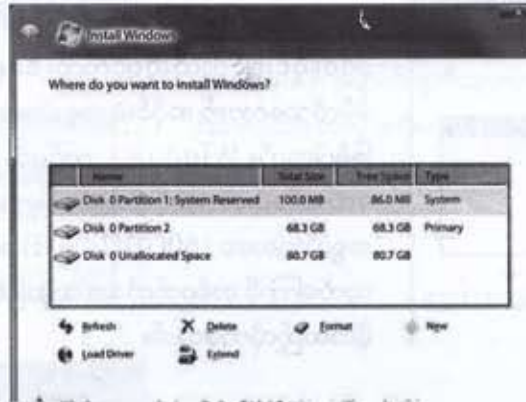 Install Windows
Where do you want to install Windows?
Name Total Size Free Space Type
Disk 0 Partition 1: System Reserved 100.0 MB 86.0 MB System
Disk 0 Partition 2 68.3 GB 68.3 GB Primary
Disk 0 Unallocated Space 80.7 GB 80.7 GB
Refresh Delete Format New
Load Driver Extend